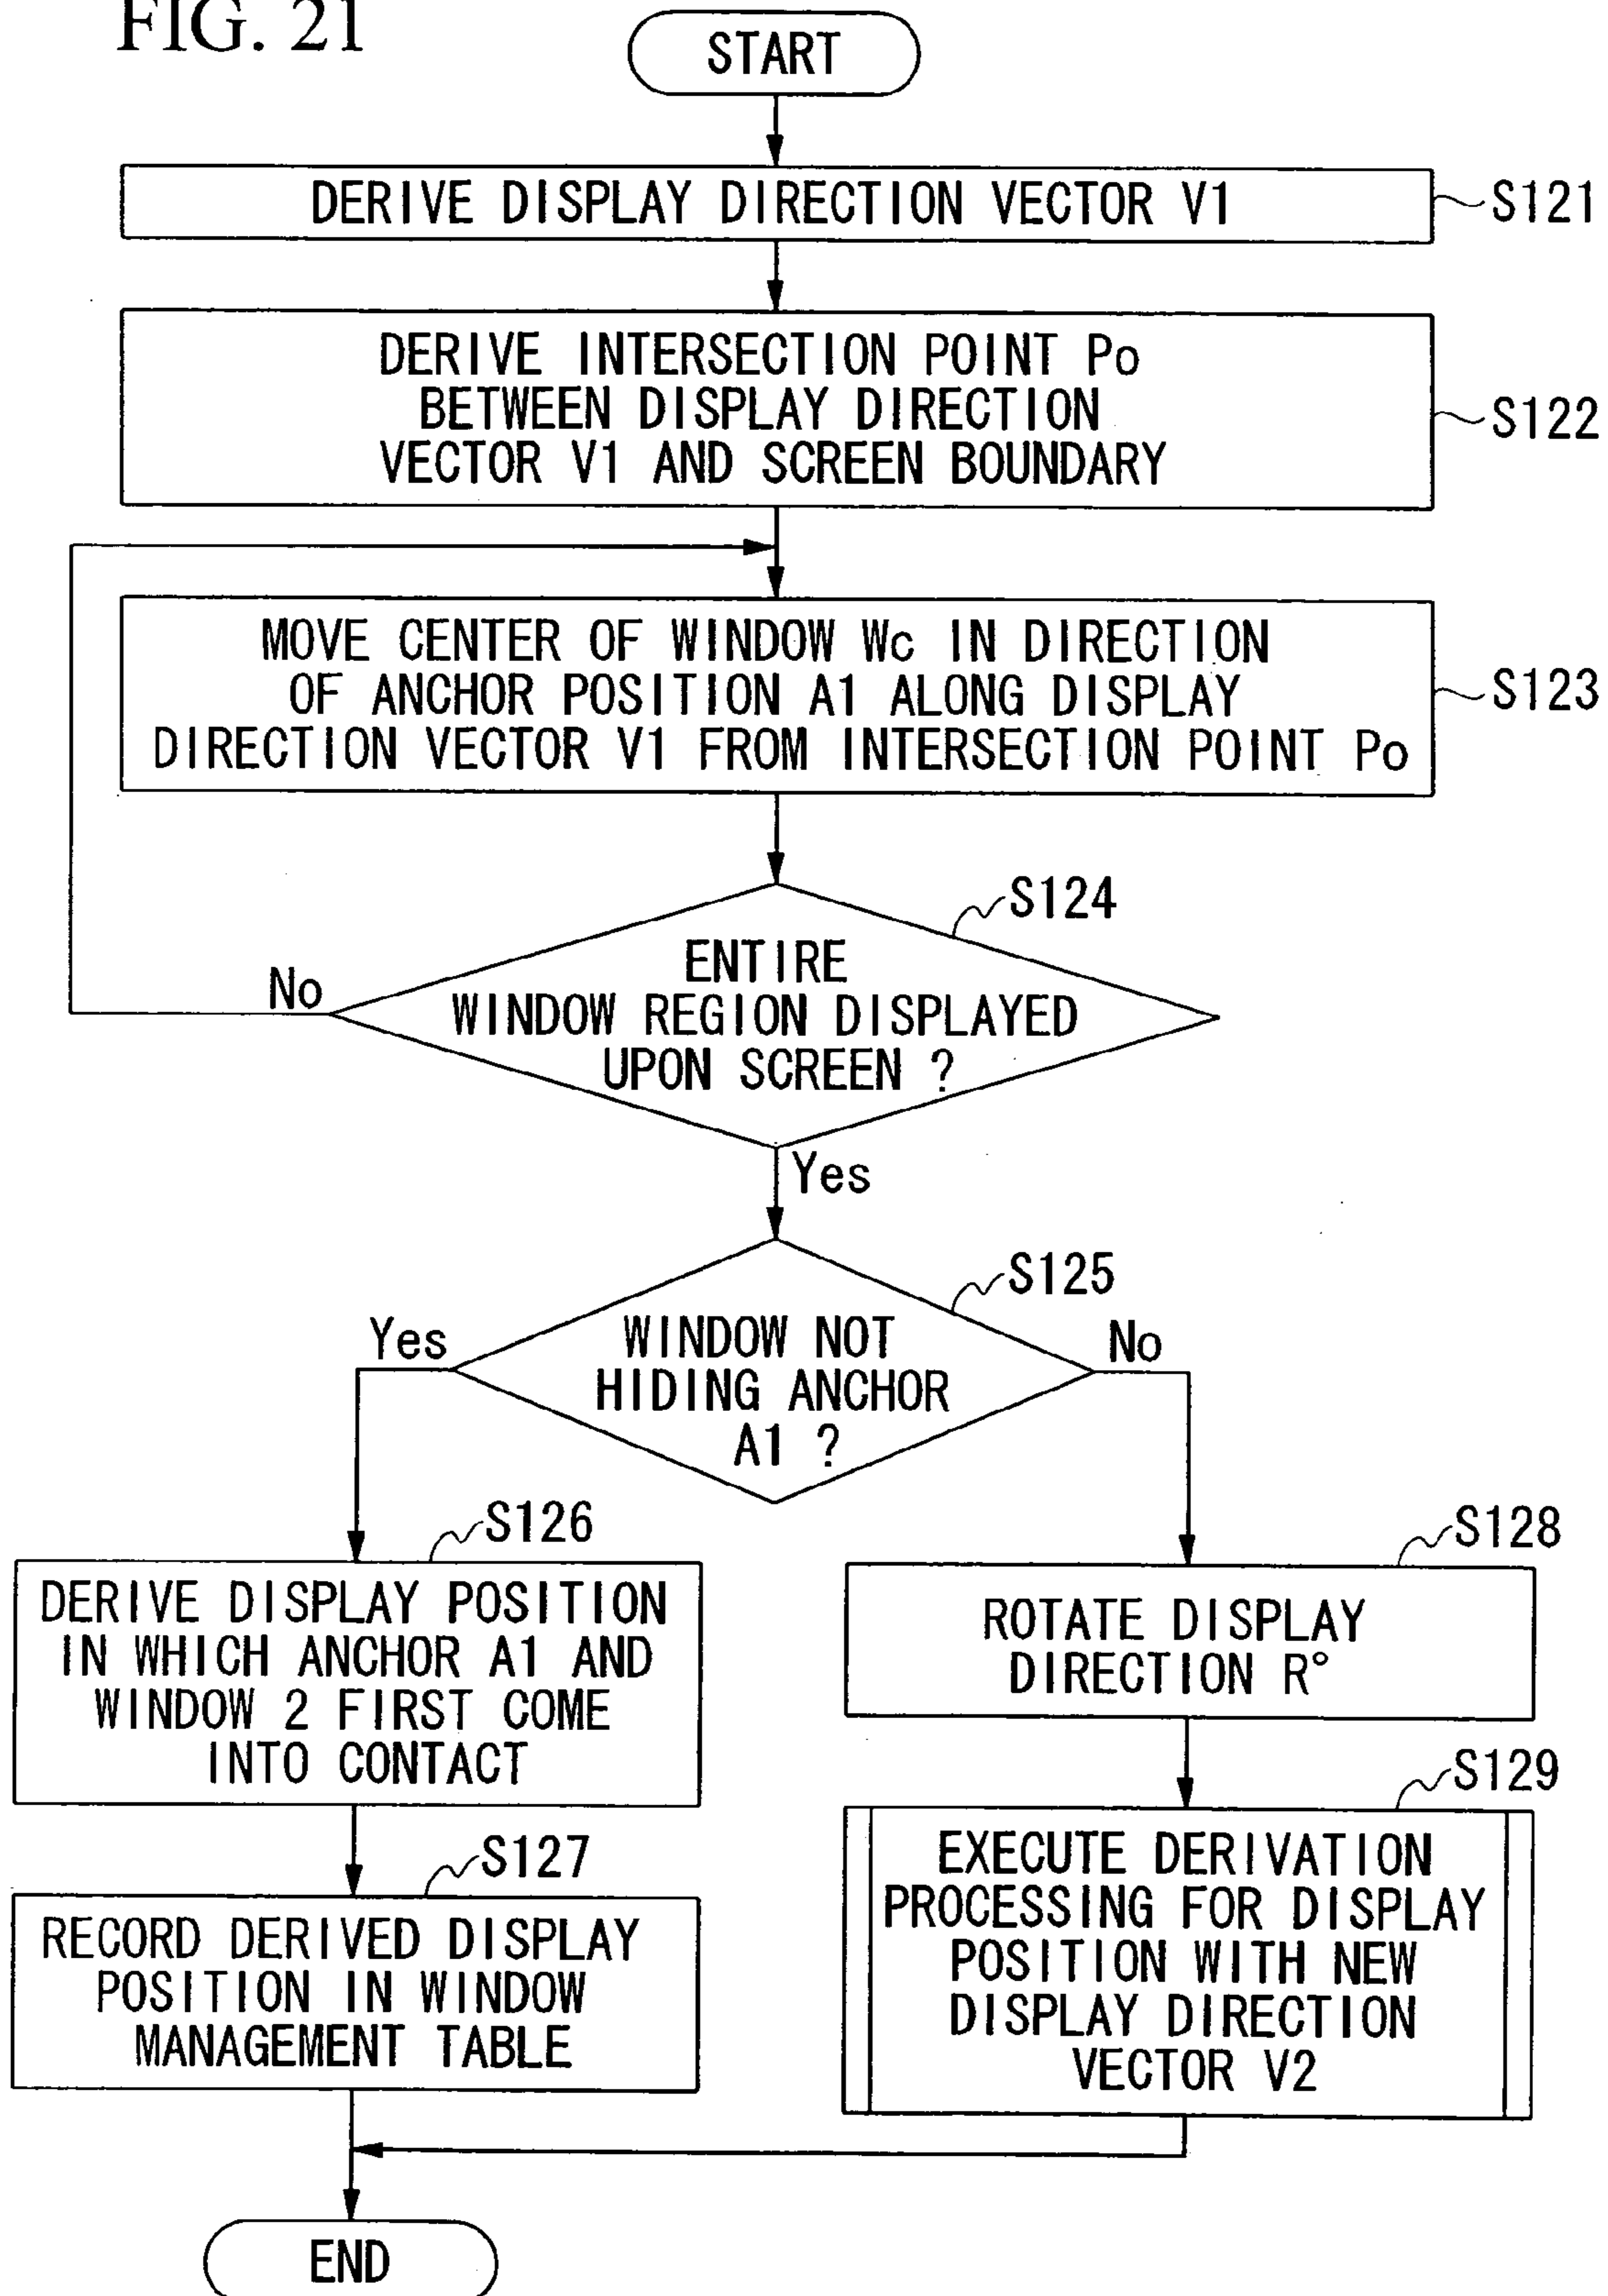 FIG. 21
START
DERIVE DISPLAY DIRECTION VECTOR V1
S121
DERIVE INTERSECTION POINT Po
BETWEEN DISPLAY DIRECTION
VECTOR V1 AND SCREEN BOUNDARY
S122
MOVE CENTER OF WINDOW Wc IN DIRECTION
OF ANCHOR POSITION A1 ALONG DISPLAY
DIRECTION VECTOR V1 FROM INTERSECTION POINT Po
S123
S124
ENTIRE
WINDOW REGION DISPLAYED
UPON SCREEN ?
No
Yes
S125
WINDOW NOT
HIDING ANCHOR
A1 ?
Yes
No
S126
DERIVE DISPLAY POSITION
IN WHICH ANCHOR A1 AND
WINDOW 2 FIRST COME
INTO CONTACT
S127
RECORD DERIVED DISPLAY
POSITION IN WINDOW
MANAGEMENT TABLE
S128
ROTATE DISPLAY
DIRECTION R°
S129
EXECUTE DERIVATION
PROCESSING FOR DISPLAY
POSITION WITH NEW
DISPLAY DIRECTION
VECTOR V2
END